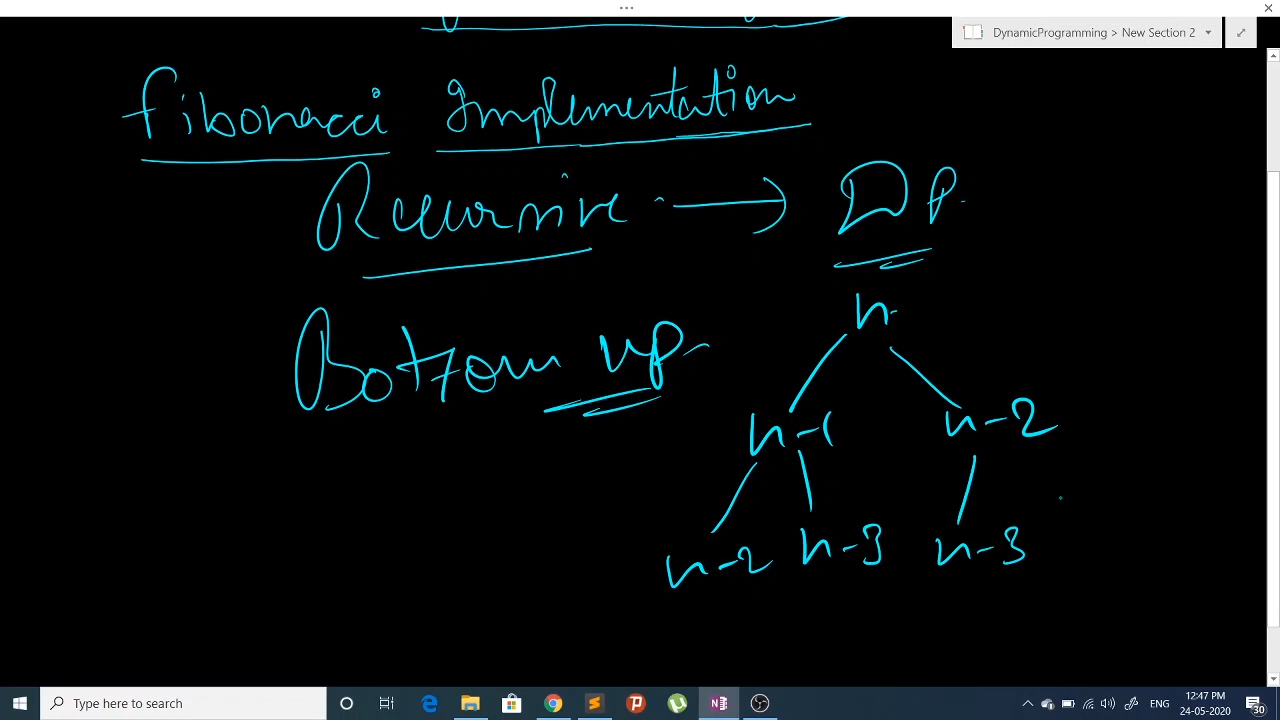 DynamicProgramming > New Section 2
Fibonacci Implementation
Recursive → DP.
n
Bottom up
n-1
n-2
n-2
n-3
n-3
Type here to search
12:47 PM
24-05-2020
30